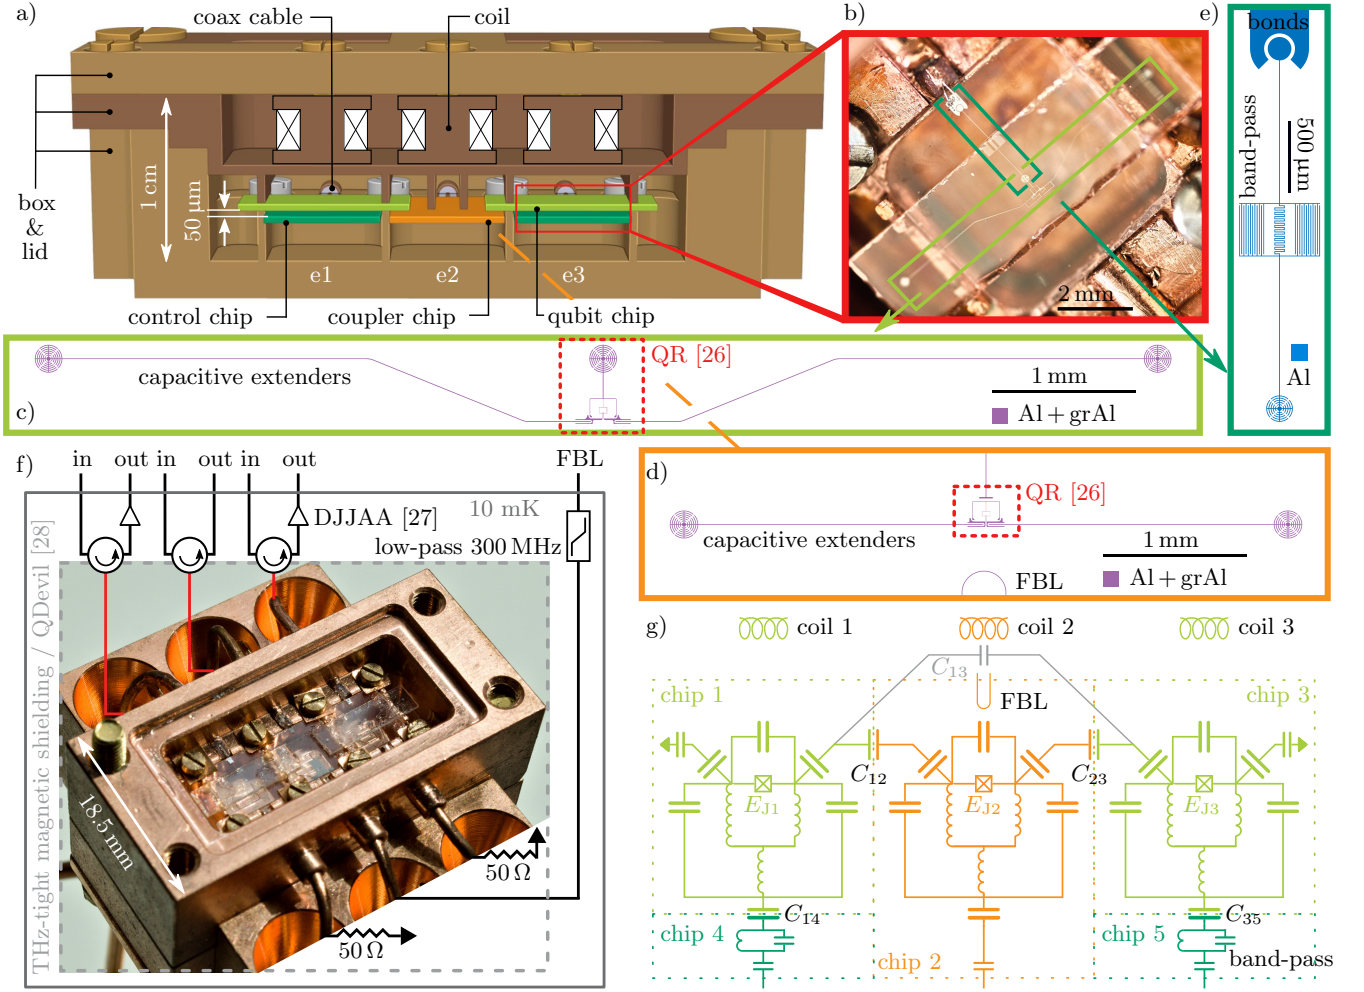 a)
coax cable
coil
box
&
lid
1 cm
50 µm
e1
e2
e3
control chip
coupler chip
qubit chip
b)
2 mm
e)
bonds
band-pass
500 µm
Al
c)
capacitive extenders
QR [26]
1 mm
Al + grAl
d)
QR [26]
capacitive extenders
1 mm
FBL
Al + grAl
f)
in
out
in
out
in
out
FBL
DJJAA [27]
10 mK
low-pass 300 MHz
THz-tight magnetic shielding / QDevil [28]
18.5 mm
50 Ω
50 Ω
g)
coil 1
coil 2
coil 3
C13
chip 1
FBL
chip 3
C12
C23
EJ1
EJ2
EJ3
C14
C35
chip 4
chip 2
chip 5
band-pass